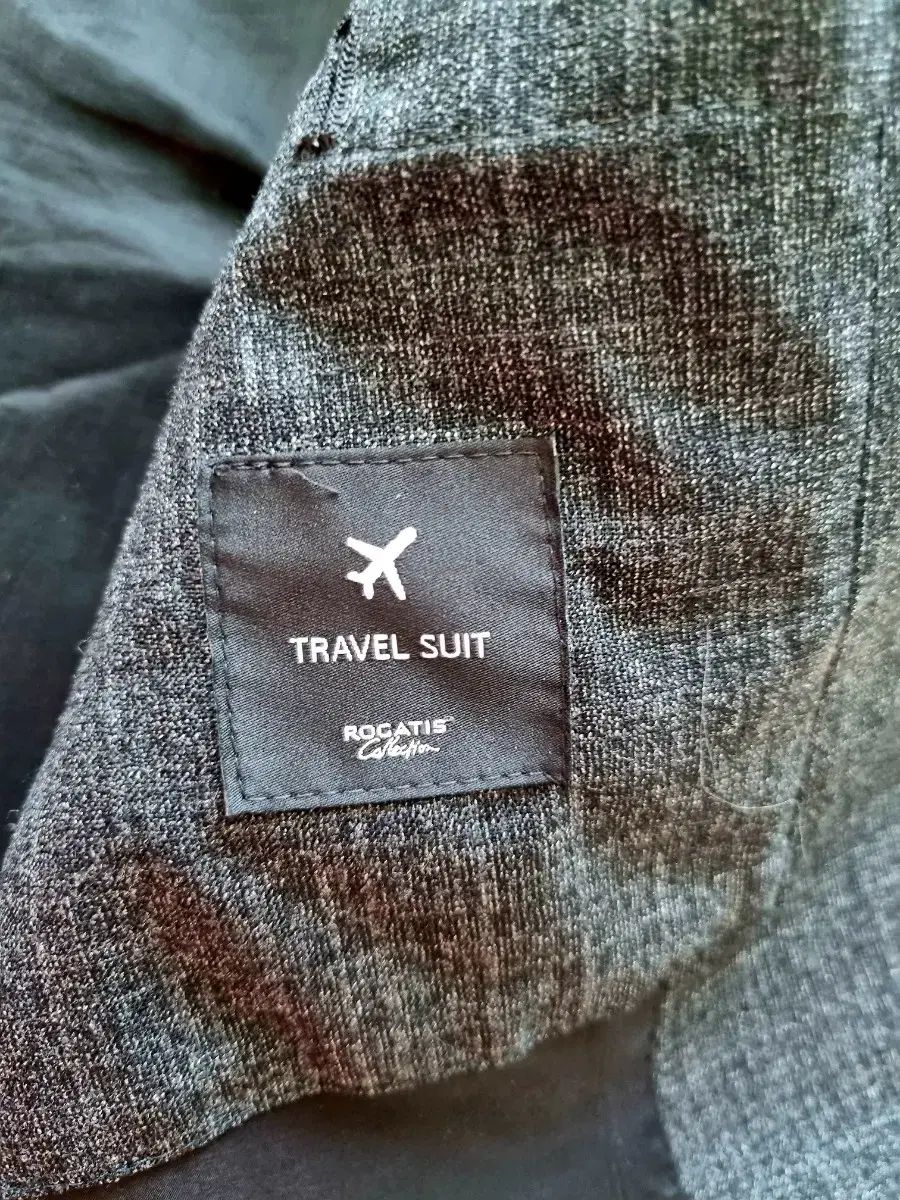 TRAVEL SUIT
ROGATIS
Collection